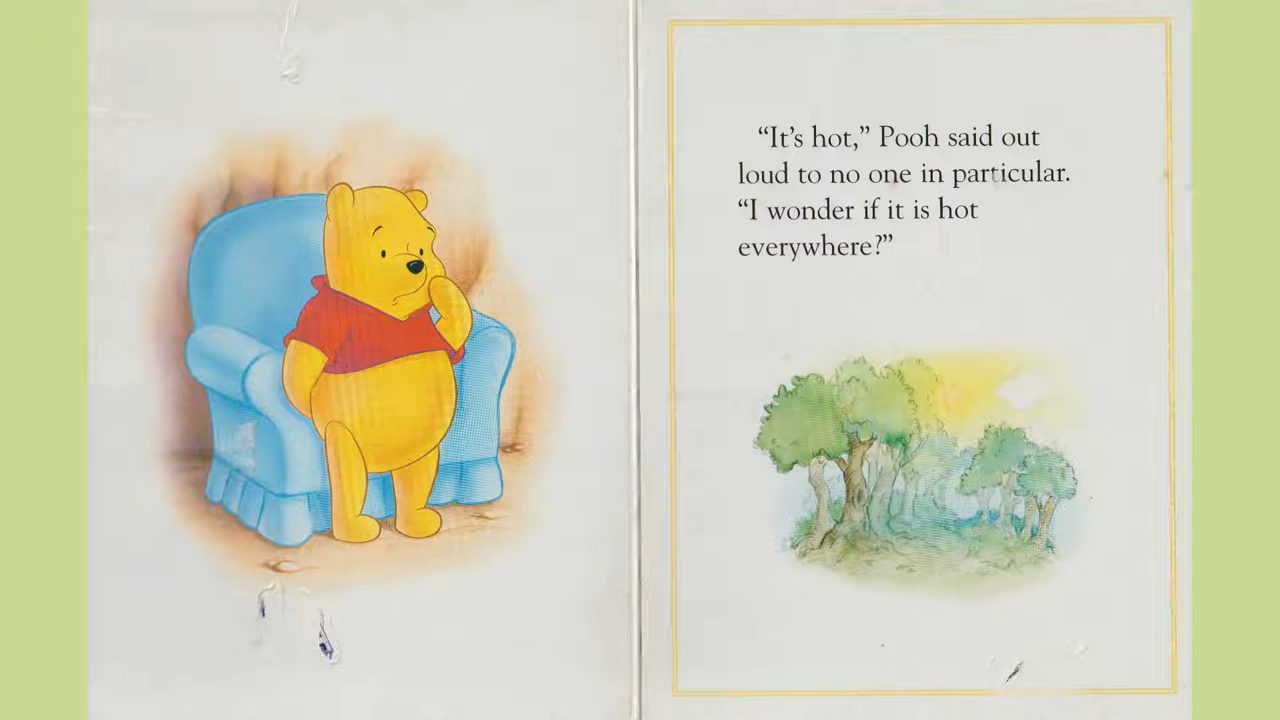 “It’s hot,” Pooh said out
loud to no one in particular.
“I wonder if it is hot
everywhere?”